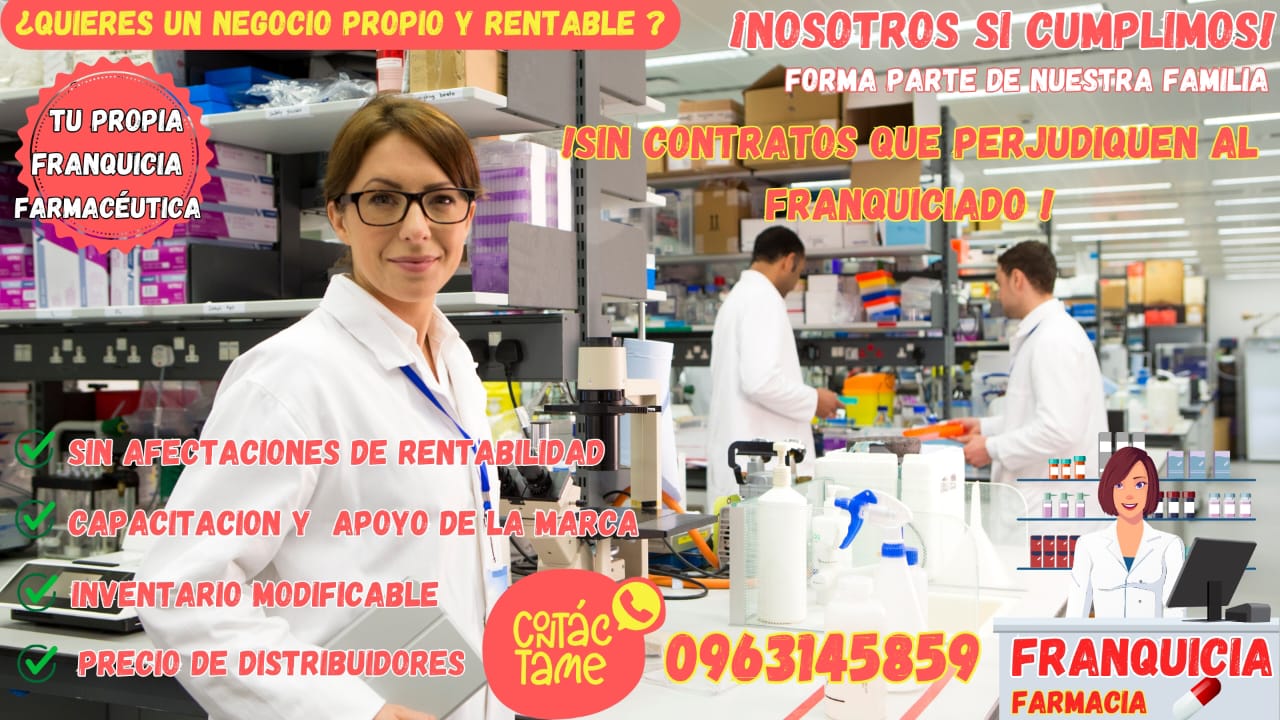 ¿QUIERES UN NEGOCIO PROPIO Y RENTABLE ?
¡NOSOTROS SI CUMPLIMOS!
FORMA PARTE DE NUESTRA FAMILIA
TU PROPIA
FRANQUICIA
FARMACÉUTICA
!SIN CONTRATOS QUE PERJUDIQUEN AL
FRANQUICIADO !
SIN AFECTACIONES DE RENTABILIDAD
CAPACITACION Y APOYO DE LA MARCA
INVENTARIO MODIFICABLE
PRECIO DE DISTRIBUIDORES
CONTÁC
TAME
0963145859
FRANQUICIA
FARMACIA